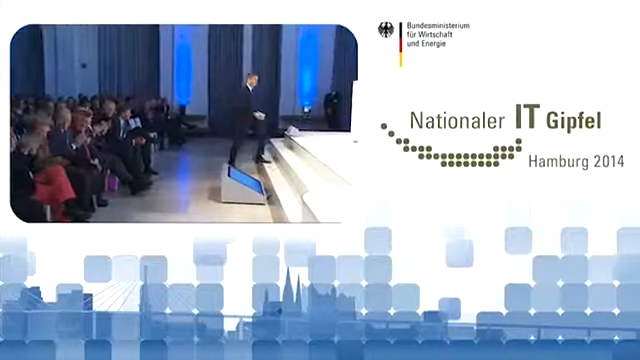 Bundesministerium
für Wirtschaft
und Energie
Nationaler IT Gipfel
Hamburg 2014